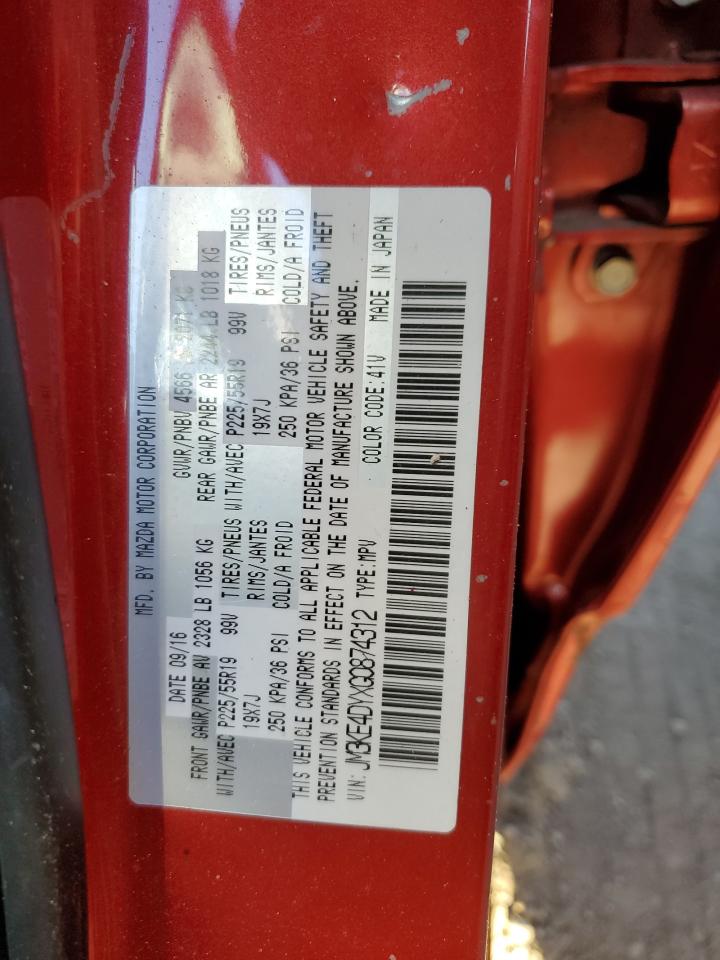 MFD. BY MAZDA MOTOR CORPORATION
DATE 09/16 GVWR/PNBV 4566 2071 KG
FRONT GAWR/PNBE AV 2328 LB 1056 KG REAR GAWR/PNBE AR 2244 LB 1018 KG
WITH/AVEC P225/55R19 99V TIRES/PNEUS WITH/AVEC P225/55R19 99V TIRES/PNEUS
19X7J RIMS/JANTES 19X7J RIMS/JANTES
250 KPA/36 PSI COLD/A FROID 250 KPA/36 PSI COLD/A FROID
THIS VEHICLE CONFORMS TO ALL APPLICABLE FEDERAL MOTOR VEHICLE SAFETY AND THEFT
PREVENTION STANDARDS IN EFFECT ON THE DATE OF MANUFACTURE SHOWN ABOVE.
VIN: JM3KE4DYXG0874312 TYPE:MPV COLOR CODE:41V MADE IN JAPAN